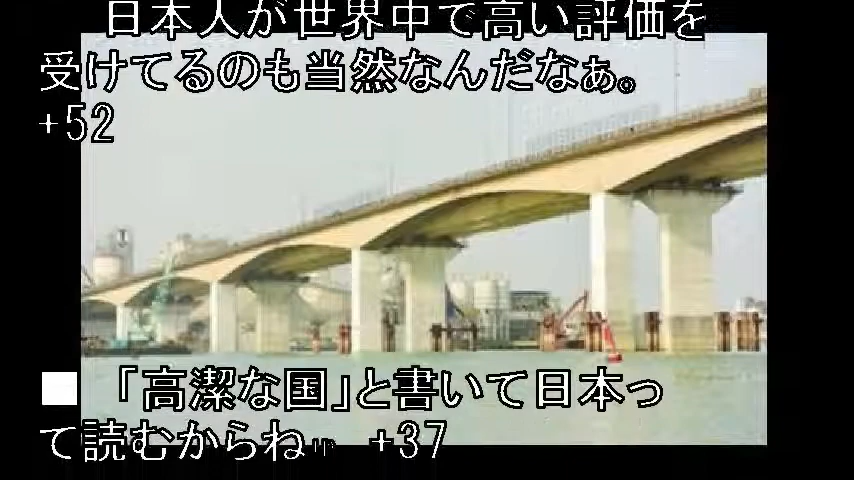 日本人が世界中で高い評価を
受けてるのも当然なんだなぁ。
+52
■ 「高潔な国」と書いて日本っ
て読むからね +37